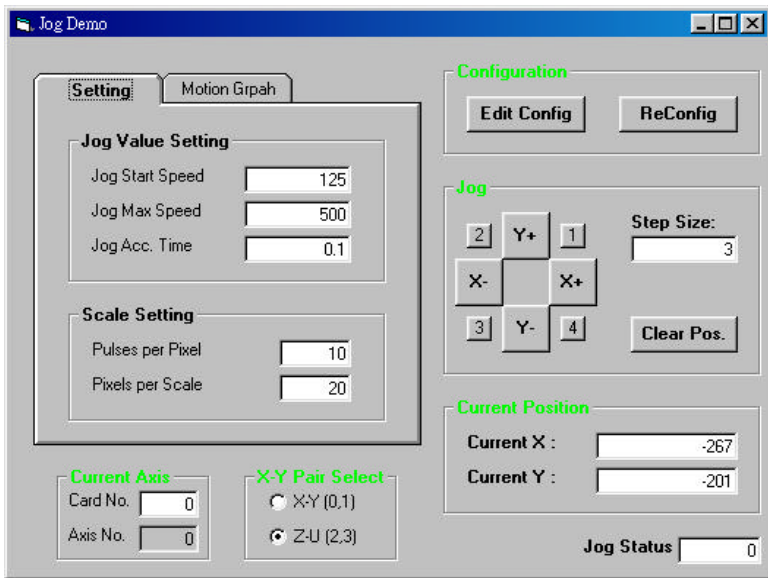 Jog Demo
Setting
Motion Grpah
Jog Value Setting
Jog Start Speed 125
Jog Max Speed 500
Jog Acc. Time 0.1
Scale Setting
Pulses per Pixel 10
Pixels per Scale 20
Current Axis
Card No. 0
Axis No. 0
X-Y Pair Select
X-Y (0,1)
Z-U (2,3)
Configuration
Edit Config
ReConfig
Jog
2 Y+ 1
X- X+
3 Y- 4
Step Size:
3
Clear Pos.
Current Position
Current X : -267
Current Y : -201
Jog Status 0